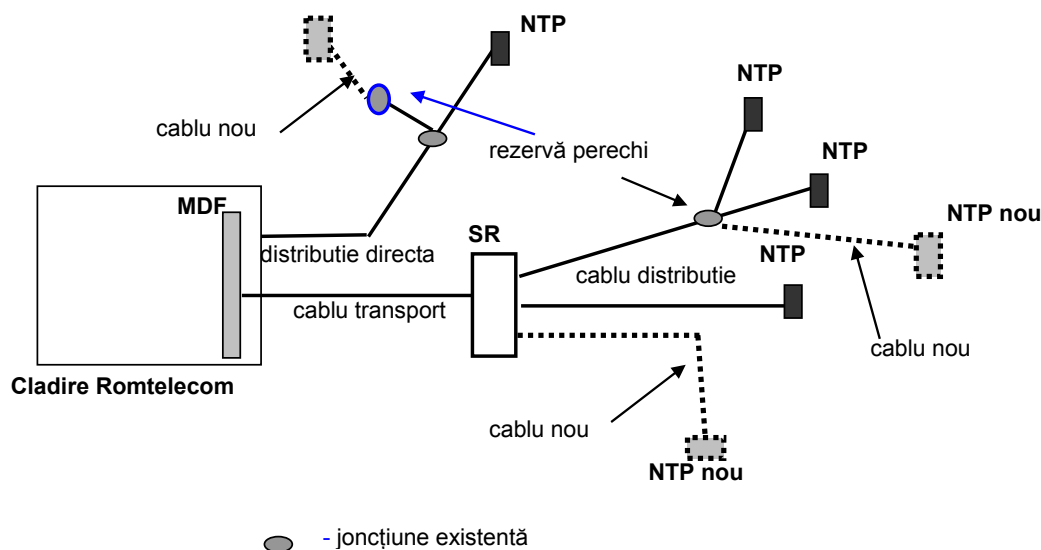 NTP
NTP
cablu nou
rezervă perechi
NTP
MDF
NTP nou
SR
distributie directa
NTP
cablu distributie
cablu transport
cablu nou
Cladire Romtelecom
cablu nou
NTP nou
- joncțiune existentă